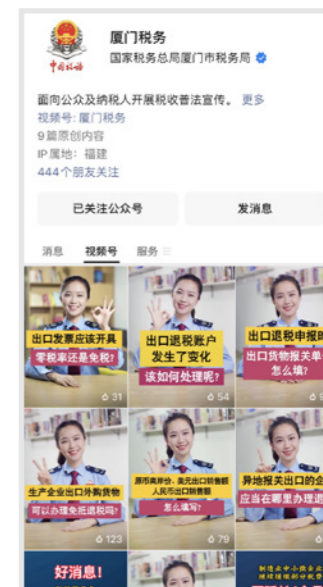 厦门税务
国家税务总局厦门市税务局
中国税务
面向公众及纳税人开展税收普法宣传。 更多
视频号: 厦门税务
9篇原创内容
IP属地: 福建
444个朋友关注
已关注公众号
发消息
消息 视频号 服务
出口发票应该开具
零税率还是免税?
31
出口退税账户
发生了变化
该如何处理呢?
54
出口退税申报
出口货物报关单
怎么填?
生产企业出口外购货物
可以办理免抵退税吗?
123
原币离岸价、美元出口销售额
人民币出口销售额
怎么填写?
79
异地报关出口的企
应当在哪里办理退
好消息!